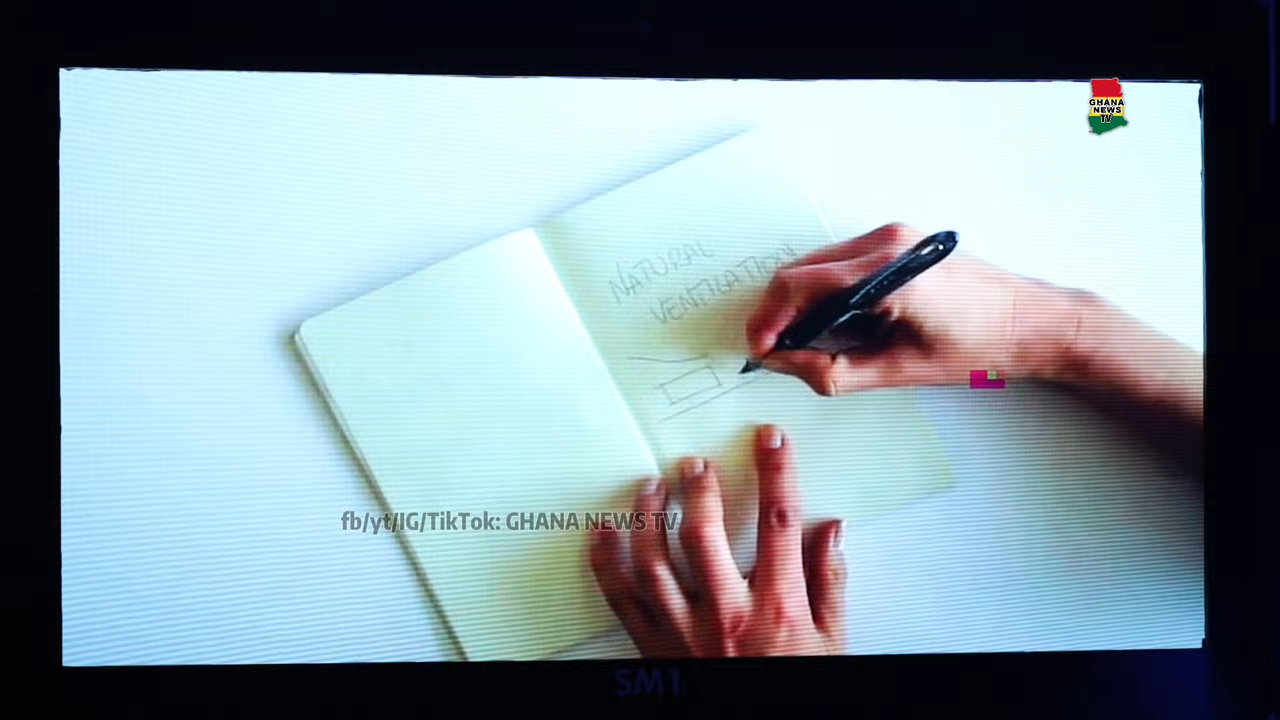 GHANA
NEWS
TV
NATURAL
VENTILATION
fb/yt/IG/TikTok: GHANA NEWS TV
SM1